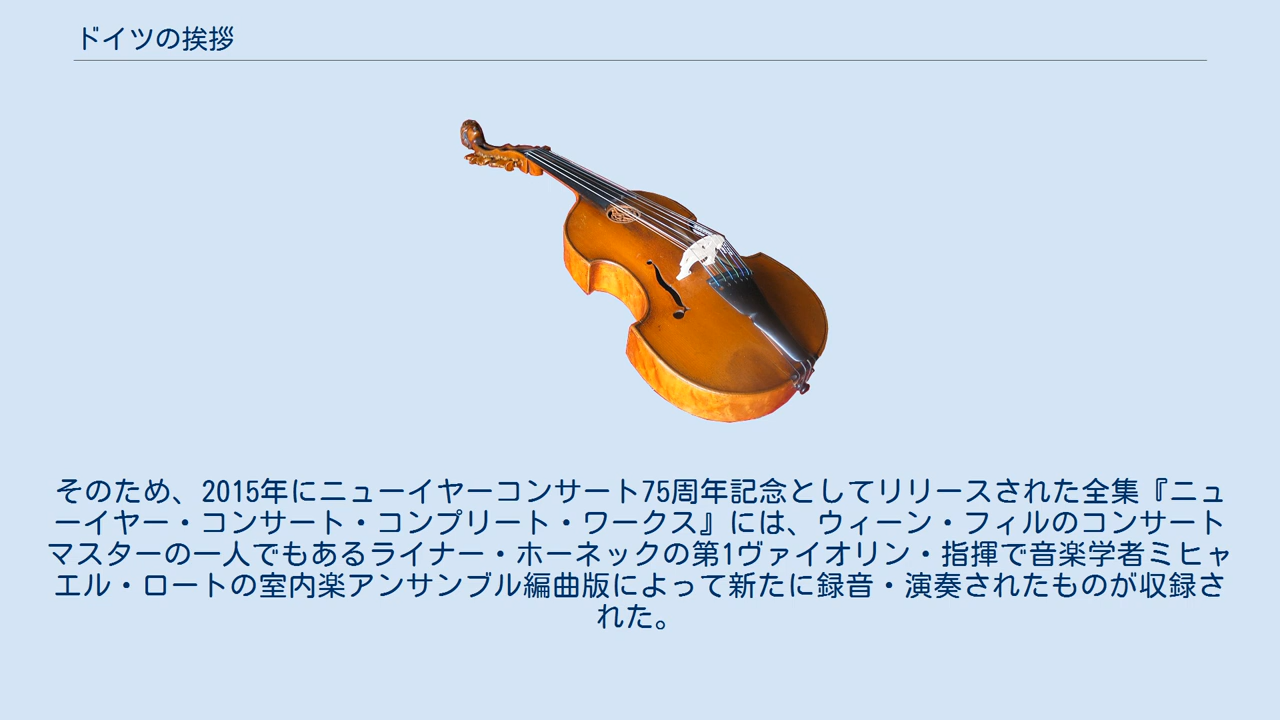 ドイツの挨拶
そのため、2015年にニューイヤーコンサート75周年記念としてリリースされた全集『ニュ
ーイヤー・コンサート・コンプリート・ワークス』には、ウィーン・フィルのコンサート
マスターの一人でもあるライナー・ホーネックの第1ヴァイオリン・指揮で音楽学者ミヒャ
エル・ロートの室内楽アンサンブル編曲版によって新たに録音・演奏されたものが収録さ
れた。